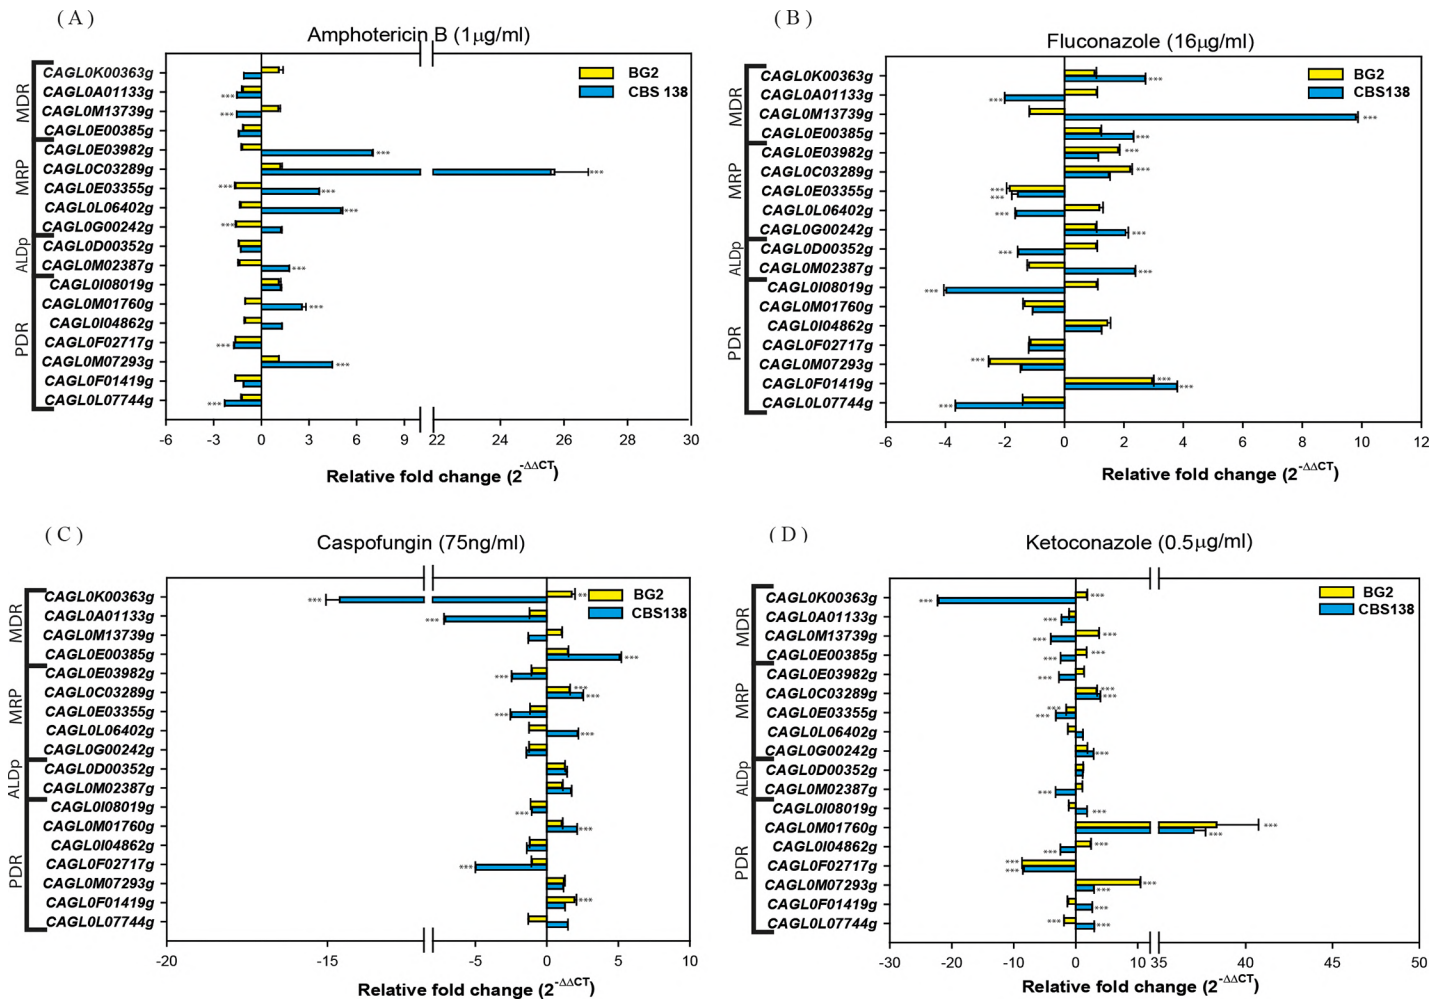 ( A )
Amphotericin B (1µg/ml)
BG2
CBS 138
MDR
CAGL0K00363g
CAGL0A01133g
***
CAGL0M13739g
***
CAGL0E00385g
MRP
CAGL0E03982g
***
CAGL0C03289g
***
CAGL0E03355g
*** ***
CAGL0L06402g
***
CAGL0G00242g
***
ALDp
CAGL0D00352g
CAGL0M02387g
***
PDR
CAGL0I08019g
CAGL0M01760g
***
CAGL0I04862g
CAGL0F02717g
***
CAGL0M07293g
***
CAGL0F01419g
CAGL0L07744g
***
-6 -3 0 3 6 9 22 24 26 28 30
Relative fold change (2-ΔΔCT)
( B )
Fluconazole (16µg/ml)
BG2
CBS138
MDR
CAGL0K00363g
***
CAGL0A01133g
***
CAGL0M13739g
***
CAGL0E00385g
***
MRP
CAGL0E03982g
***
CAGL0C03289g
***
CAGL0E03355g
***
***
CAGL0L06402g
***
CAGL0G00242g
***
ALDp
CAGL0D00352g
***
CAGL0M02387g
***
PDR
CAGL0I08019g
***
CAGL0M01760g
CAGL0I04862g
CAGL0F02717g
CAGL0M07293g
***
CAGL0F01419g
***
***
CAGL0L07744g
***
-6 -4 -2 0 2 4 6 8 10 12
Relative fold change (2-ΔΔCT)
( C )
Caspofungin (75ng/ml)
BG2
CBS138
MDR
CAGL0K00363g
**
***
CAGL0A01133g
***
CAGL0M13739g
CAGL0E00385g
***
MRP
CAGL0E03982g
***
CAGL0C03289g
***
***
CAGL0E03355g
***
CAGL0L06402g
***
CAGL0G00242g
ALDp
CAGL0D00352g
CAGL0M02387g
PDR
CAGL0I08019g
***
CAGL0M01760g
***
CAGL0I04862g
CAGL0F02717g
***
CAGL0M07293g
CAGL0F01419g
***
CAGL0L07744g
-20 -15 -5 0 5 10
Relative fold change (2-ΔΔCT)
( D )
Ketoconazole (0.5µg/ml)
BG2
CBS138
MDR
CAGL0K00363g
***
***
CAGL0A01133g
***
CAGL0M13739g
***
***
CAGL0E00385g
***
***
MRP
CAGL0E03982g
***
CAGL0C03289g
***
***
CAGL0E03355g
***
***
CAGL0L06402g
CAGL0G00242g
***
ALDp
CAGL0D00352g
CAGL0M02387g
***
PDR
CAGL0I08019g
***
CAGL0M01760g
***
***
CAGL0I04862g
***
***
CAGL0F02717g
***
***
CAGL0M07293g
***
***
CAGL0F01419g
***
CAGL0L07744g
***
***
-30 -20 -10 0 10 35 40 45 50
Relative fold change (2-ΔΔCT)